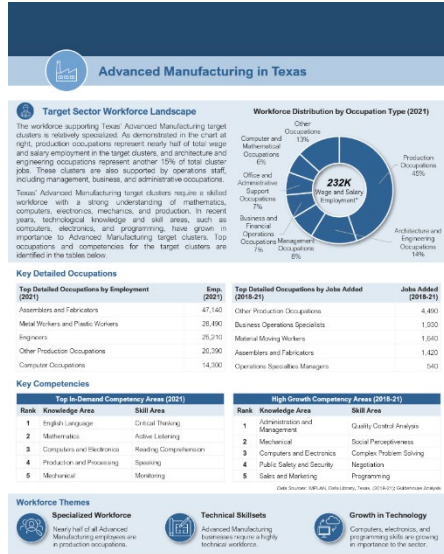 Advanced Manufacturing in Texas
Target Sector Workforce Landscape
The workforce supporting Texas' Advanced Manufacturing target
clusters is relatively specialized. As demonstrated in the chart at
right, production occupations represent nearly half of total wage
and salary employment in the target clusters, and architecture and
engineering occupations represent another 15% of total cluster
jobs. These clusters are also supported by operations staff,
including management, business, and administrative occupations.
Texas' Advanced Manufacturing target clusters require a skilled
workforce with a strong understanding of mathematics,
computers, electronics, mechanics, and production. In recent
years, technological knowledge and skill areas, such as
computers, electronics, and programming, have grown in
importance to Advanced Manufacturing target clusters. Top
occupations and competencies for the target clusters are
identified in the tables below.
Workforce Distribution by Occupation Type (2021)
Other
Occupations
13%
Computer and
Mathematical
Occupations
6%
Office and
Administrative
Support
Occupations
7%
Business and
Financial
Operations
Occupations
7%
Management
Occupations
8%
Architecture and
Engineering
Occupations
14%
Production
Occupations
45%
232K
Wage and Salary
Employment*
Key Detailed Occupations
Top Detailed Occupations by Employment (2021) Emp. (2021)
Assemblers and Fabricators 47,140
Metal Workers and Plastic Workers 28,490
Engineers 25,210
Other Production Occupations 20,390
Computer Occupations 14,300
Top Detailed Occupations by Jobs Added (2018-21) Jobs Added (2018-21)
Other Production Occupations 4,490
Business Operations Specialists 1,930
Material Moving Workers 1,640
Assemblers and Fabricators 1,420
Operations Specialties Managers 540
Key Competencies
Top In-Demand Competency Areas (2021)
Rank Knowledge Area Skill Area
1 English Language Critical Thinking
2 Mathematics Active Listening
3 Computers and Electronics Reading Comprehension
4 Production and Processing Speaking
5 Mechanical Monitoring
High Growth Competency Areas (2018-21)
Rank Knowledge Area Skill Area
1 Administration and Management Quality Control Analysis
2 Mechanical Social Perceptiveness
3 Computers and Electronics Complex Problem Solving
4 Public Safety and Security Negotiation
5 Sales and Marketing Programming
Data Sources: IMPLAN, Data Library, Texas, (2018-21); Guidehouse Analysis
Workforce Themes
Specialized Workforce
Nearly half of all Advanced
Manufacturing employees are
in production occupations.
Technical Skillsets
Advanced Manufacturing
businesses require a highly
technical workforce.
Growth in Technology
Computers, electronics, and
programming skills are growing
in importance to the sector.